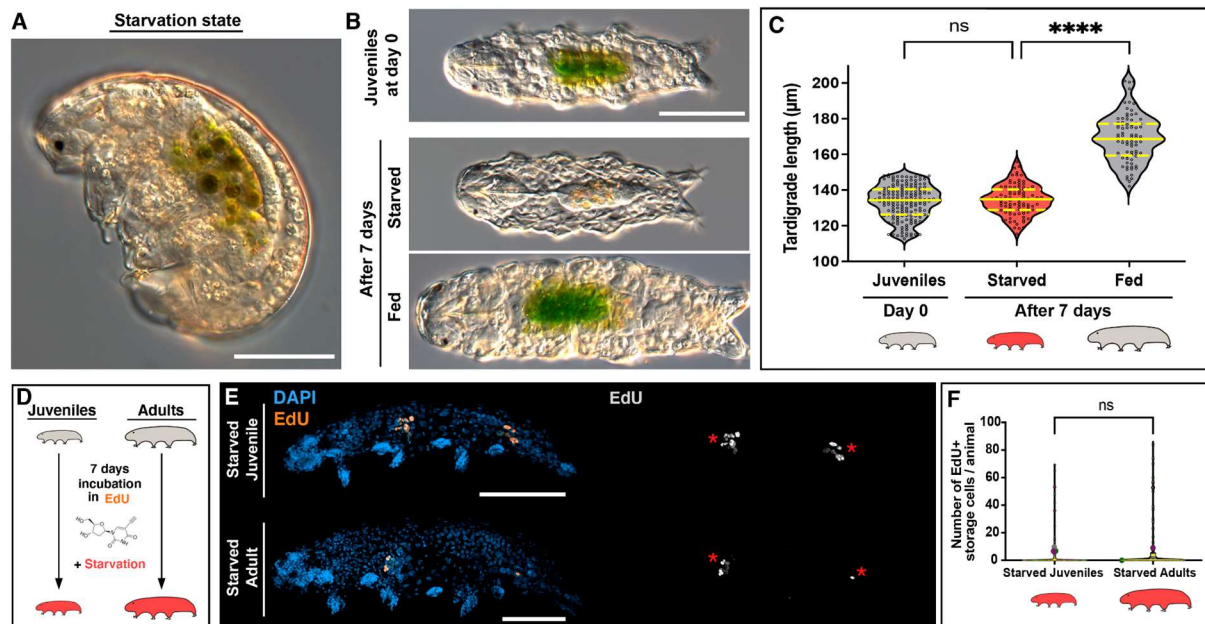 A
Starvation state
B
Juveniles
at day 0
After 7 days
Starved
Fed
C
ns
****
Tardigrade length (µm)
200
180
160
140
120
100
Juveniles
Starved
Fed
Day 0
After 7 days
D
Juveniles
Adults
7 days
incubation
in EdU
+ Starvation
E
DAPI
EdU
EdU
Starved
Juvenile
Starved
Adult
*
*
*
*
F
ns
Number of EdU+
storage cells / animal
100
80
60
40
20
0
Starved Juveniles
Starved Adults